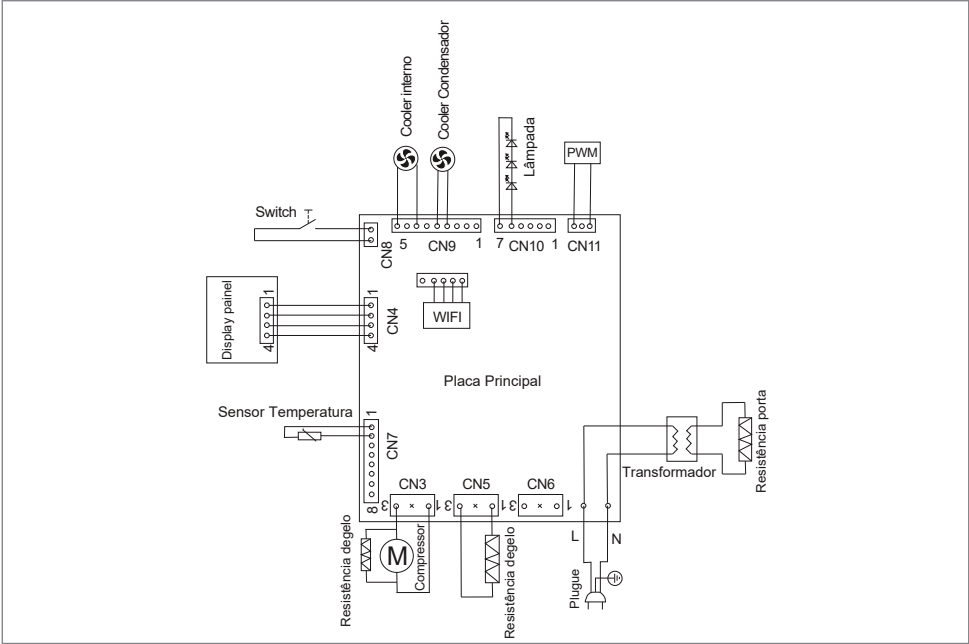 Cooler interno
Cooler Condensador
Lâmpada
PWM
Switch
CN8
5 CN9 1
7 CN10 1
CN11
Display painel
1
4
1
CN4
4
WIFI
Placa Principal
Sensor Temperatura
1
CN7
8
CN3
3 1
CN5
3 1
CN6
3 1
Transformador
Resistência porta
L N
Resistência degelo
M
Compressor
Resistência degelo
Plugue